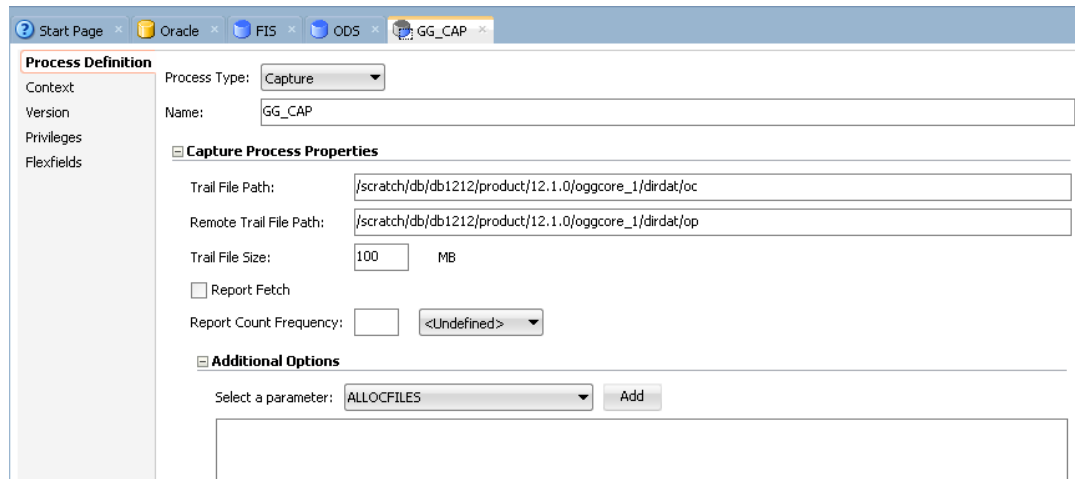 Start Page Oracle FIS ODS GG_CAP
Process Definition
Context
Version
Privileges
Flexfields
Process Type: Capture
Name: GG_CAP
Capture Process Properties
Trail File Path: /scratch/db/db1212/product/12.1.0/oggcore_1/dirdat/oc
Remote Trail File Path: /scratch/db/db1212/product/12.1.0/oggcore_1/dirdat/op
Trail File Size: 100 MB
Report Fetch
Report Count Frequency: <Undefined>
Additional Options
Select a parameter: ALLOCFILES Add